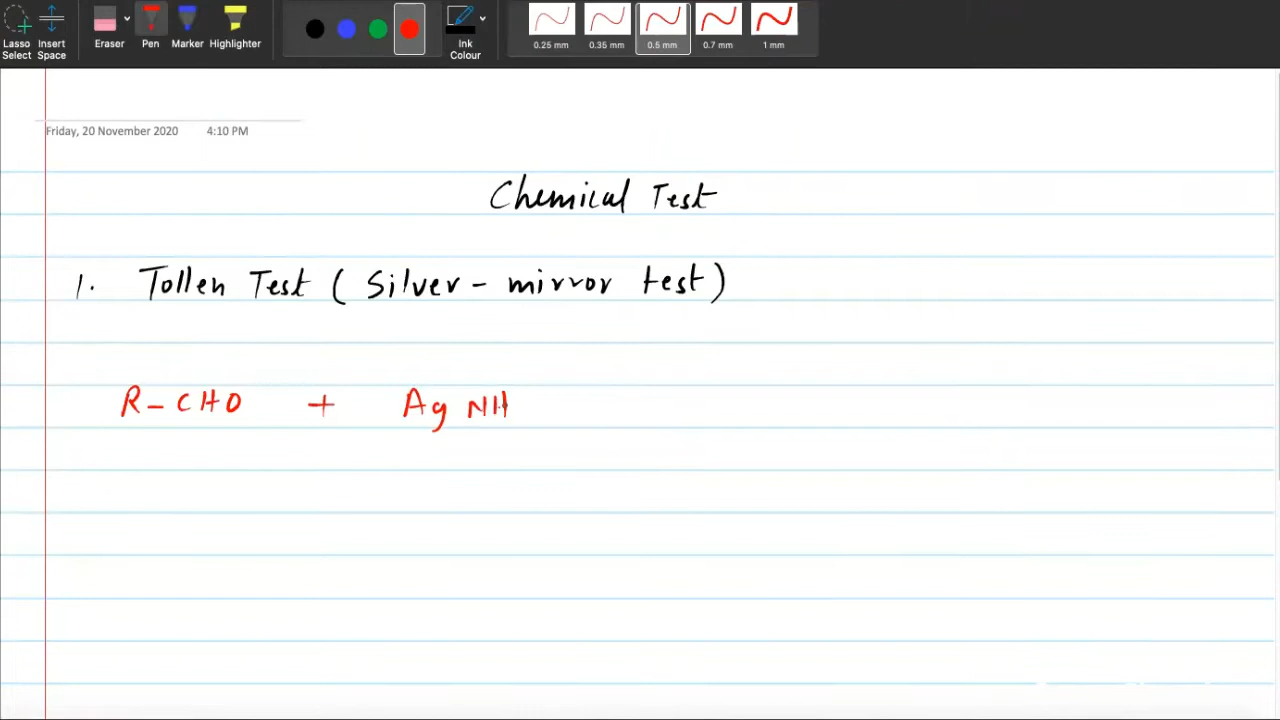 Lasso Select
Insert Space
Eraser
Pen
Marker
Highlighter
Ink Colour
0.25 mm
0.35 mm
0.5 mm
0.7 mm
1 mm
Friday, 20 November 2020 4:10 PM
Chemical Test
1. Tollen Test ( Silver - mirror test )
R - CHO + Ag NH